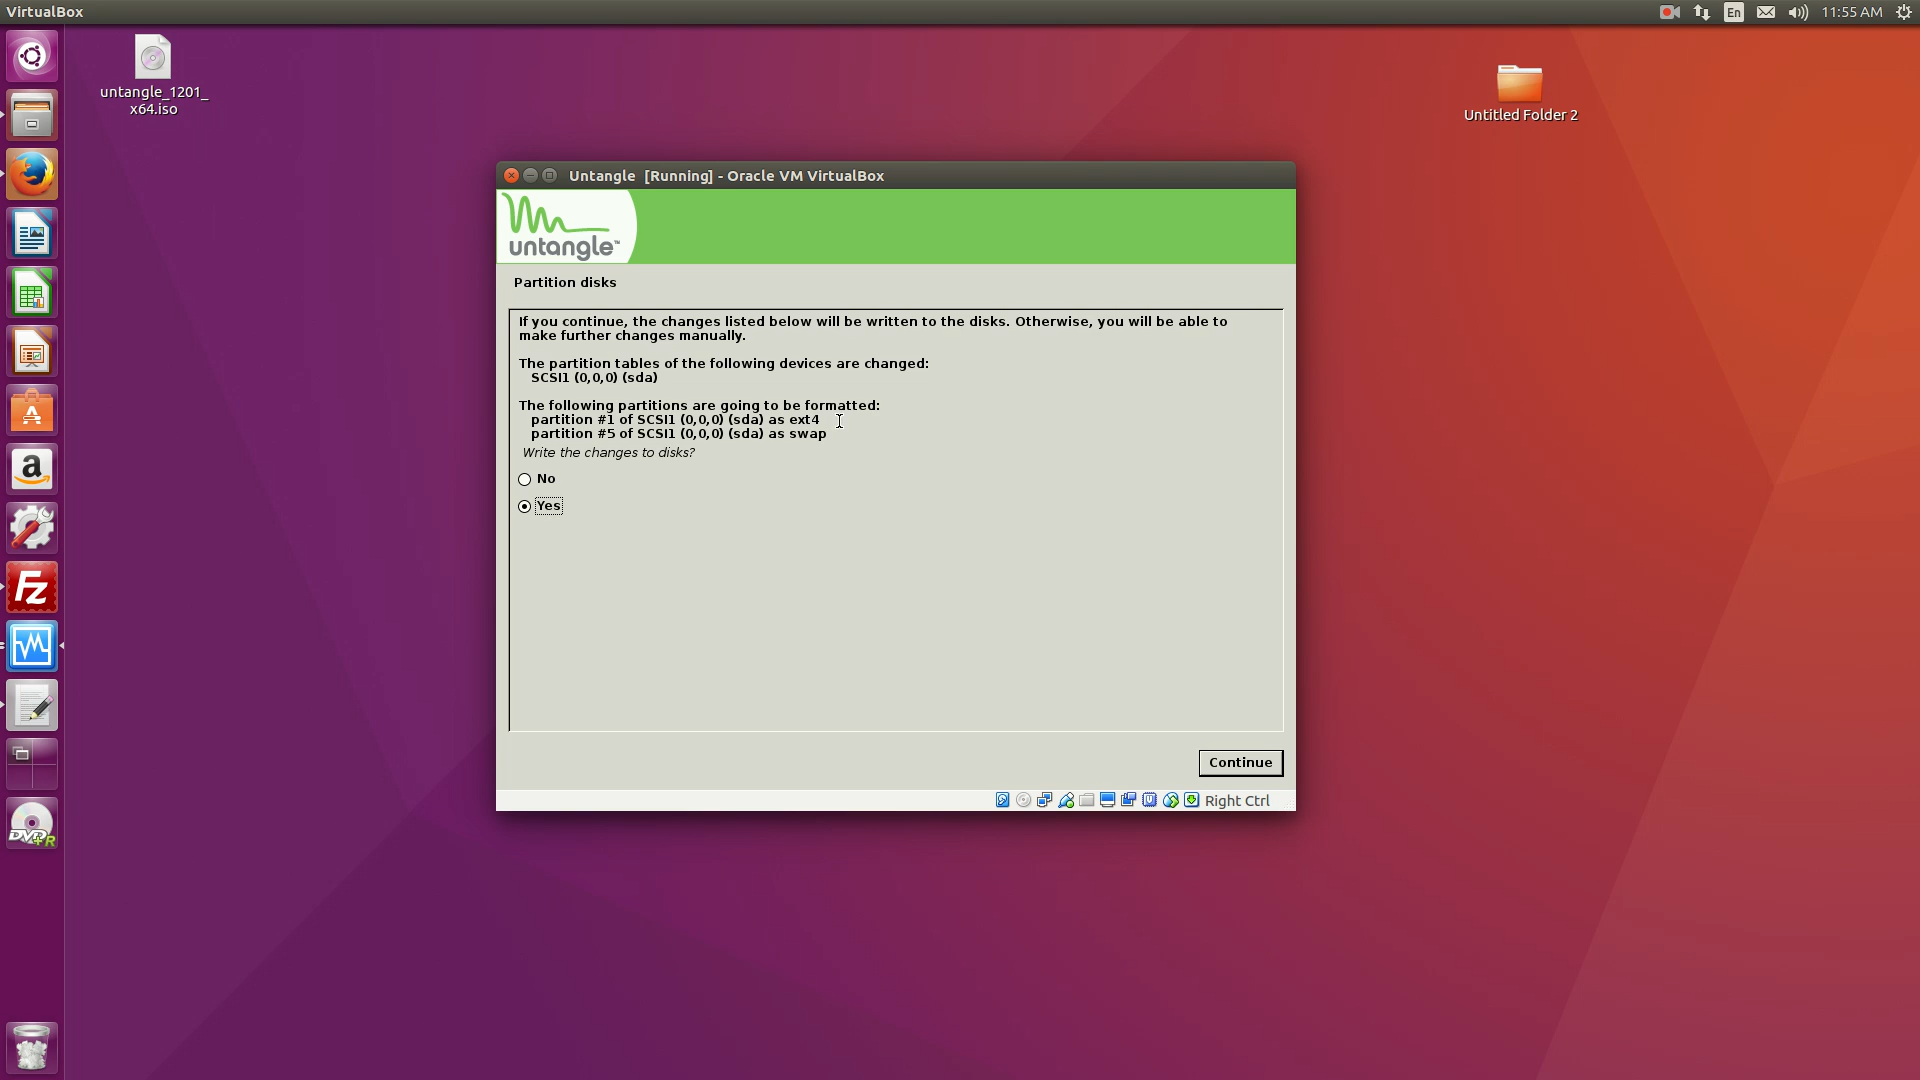 VirtualBox
En
11:55 AM
untangle_1201_
x64.iso
Untitled Folder 2
Untangle [Running] - Oracle VM VirtualBox
untangle™
Partition disks
If you continue, the changes listed below will be written to the disks. Otherwise, you will be able to
make further changes manually.
The partition tables of the following devices are changed:
SCSI1 (0,0,0) (sda)
The following partitions are going to be formatted:
partition #1 of SCSI1 (0,0,0) (sda) as ext4
partition #5 of SCSI1 (0,0,0) (sda) as swap
Write the changes to disks?
No
Yes
Continue
Right Ctrl
A
a
Fz
DVD+R